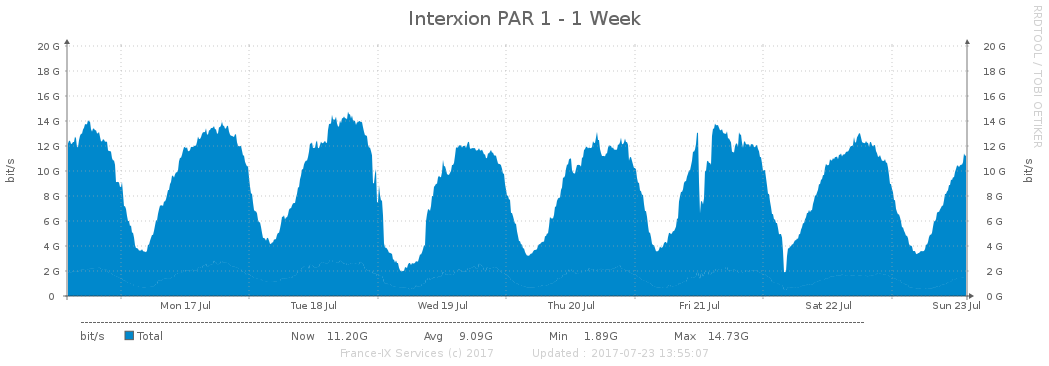 Interxion PAR 1 - 1 Week
RRDTOOL / TOBI OETIKER
bit/s
bit/s
20 G 20 G
18 G 18 G
16 G 16 G
14 G 14 G
12 G 12 G
10 G 10 G
8 G 8 G
6 G 6 G
4 G 4 G
2 G 2 G
0 0 G
Mon 17 Jul Tue 18 Jul Wed 19 Jul Thu 20 Jul Fri 21 Jul Sat 22 Jul Sun 23 Jul
bit/s Total Now 11.20G Avg 9.09G Min 1.89G Max 14.73G
France-IX Services (c) 2017 Updated : 2017-07-23 13:55:07